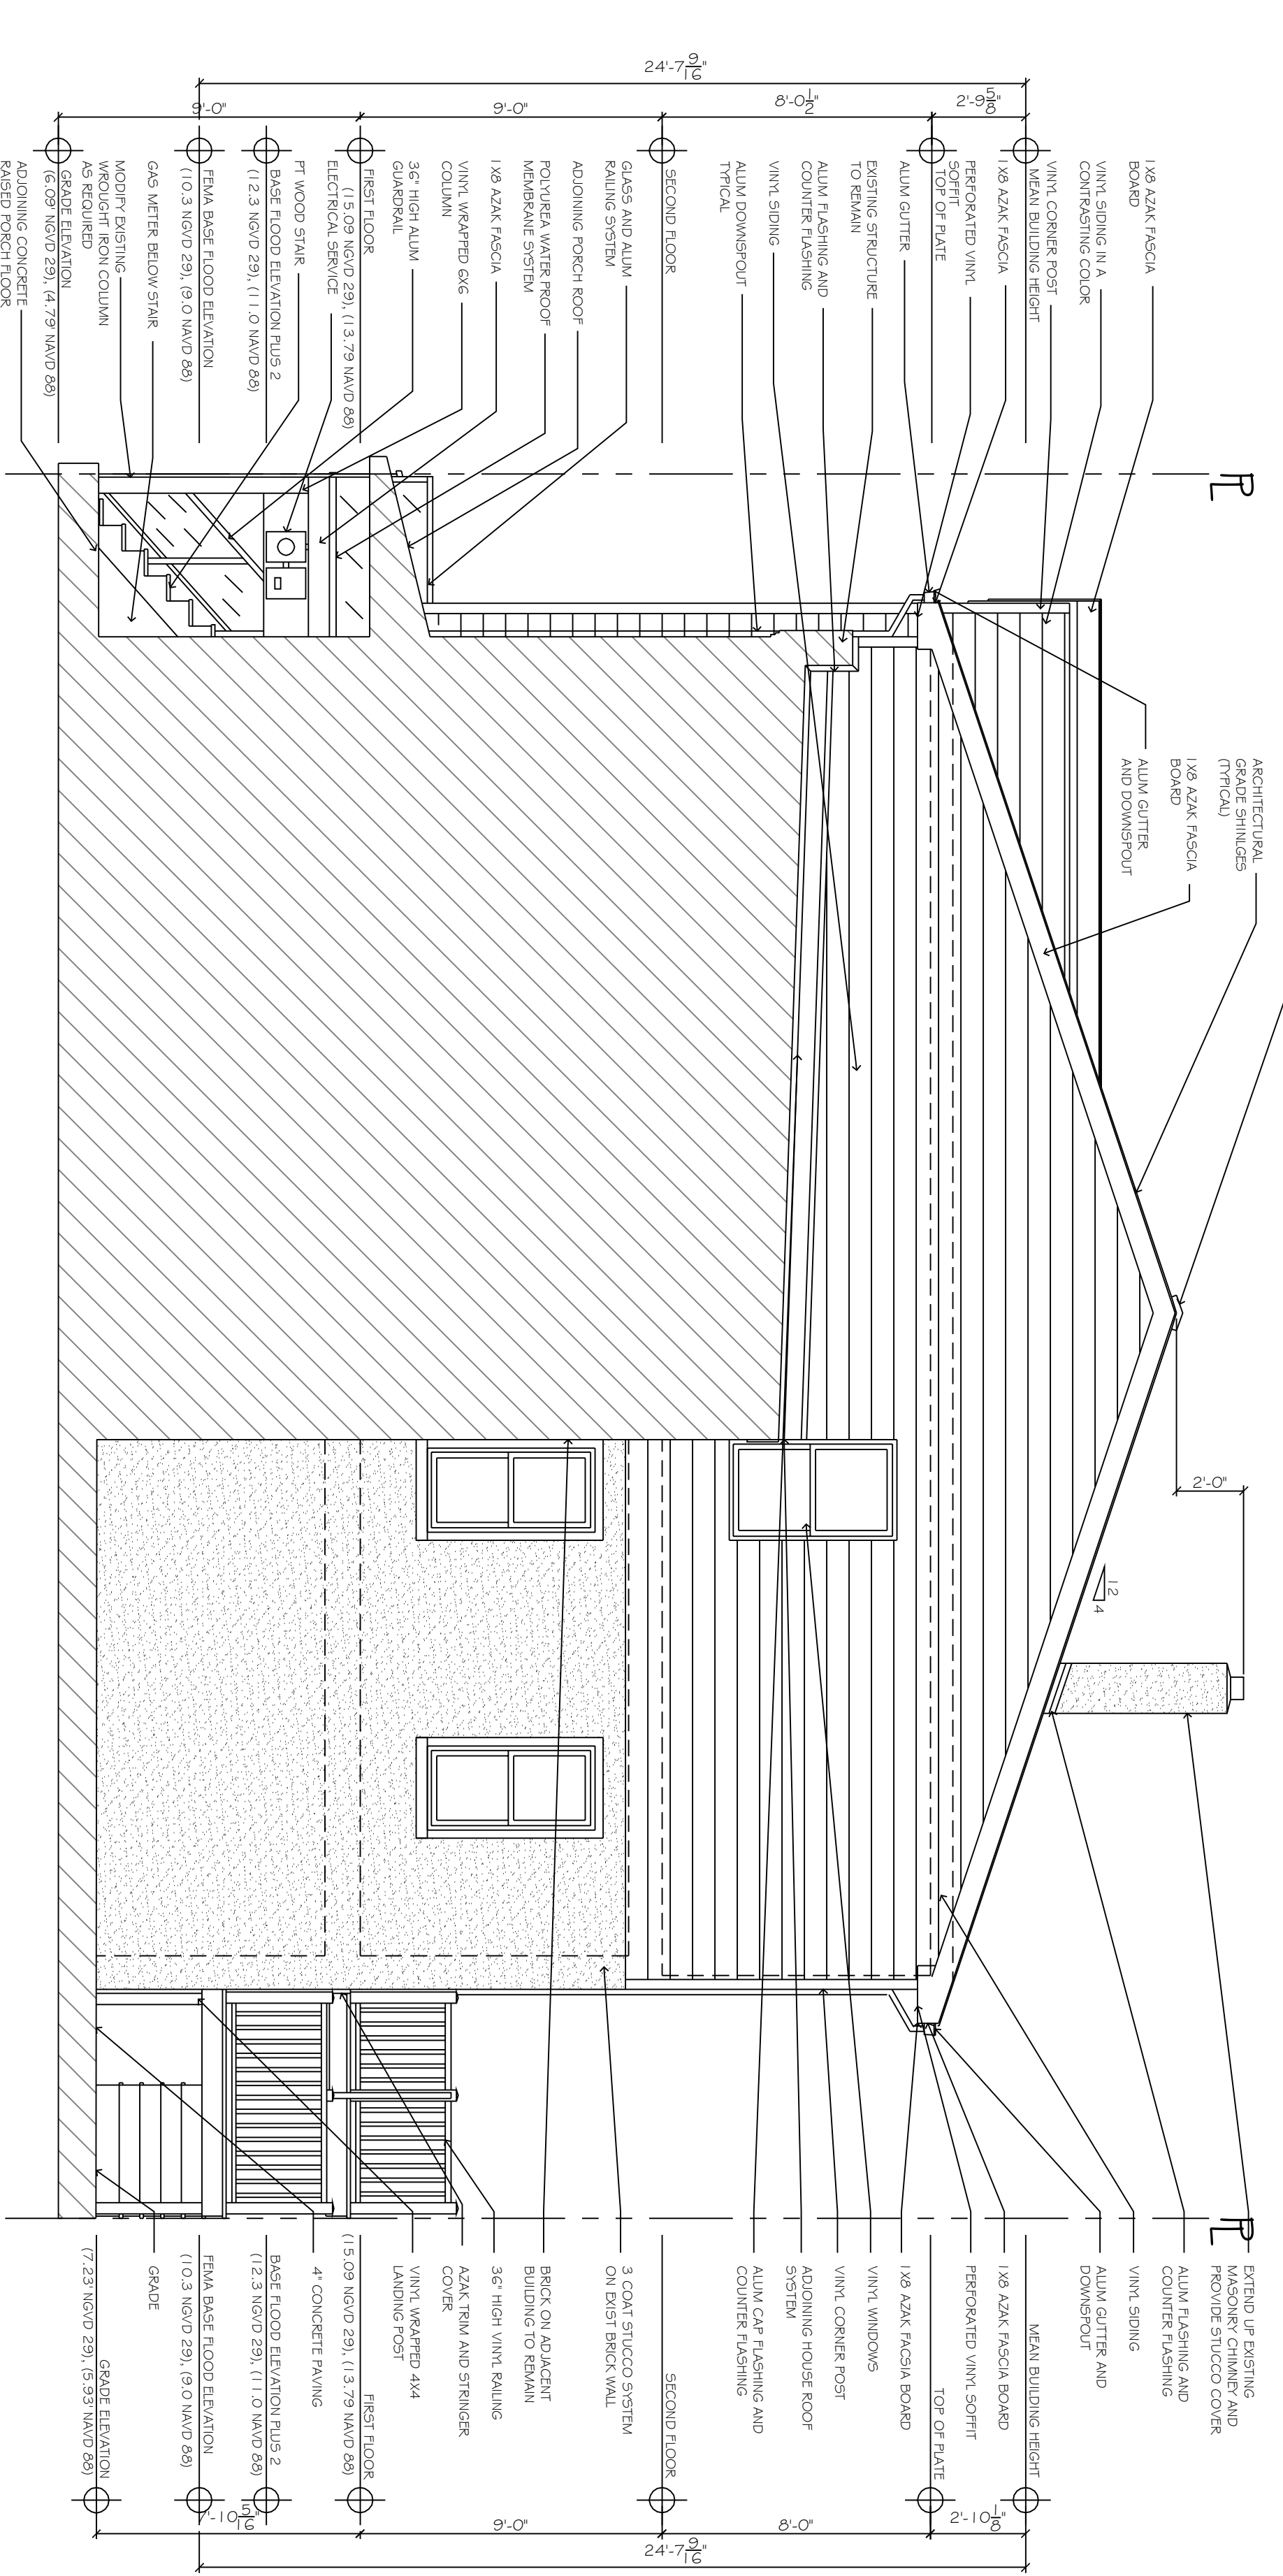 1X8 AZAK FASCIA
BOARD
VINYL SIDING IN A
CONTRASTING COLOR
VINYL CORNER POST
MEAN BUILDING HEIGHT
1X8 AZAK FASCIA
PERFORATED VINYL
SOFFIT
TOP OF PLATE
ALUM GUTTER
EXISTING STRUCTURE
TO REMAIN
ALUM FLASHING AND
COUNTER FLASHING
VINYL SIDING
ALUM DOWNSPOUT
TYPICAL
SECOND FLOOR
GLASS AND ALUM
RAILING SYSTEM
ADJOINING PORCH ROOF
POLYUREA WATER PROOF
MEMBRANE SYSTEM
1X8 AZAK FASCIA
VINYL WRAPPED 6X6
COLUMN
36" HIGH ALUM
GUARDRAIL
FIRST FLOOR
(15.09 NGVD 29), (13.79 NAVD 88)
ELECTRICAL SERVICE
PT WOOD STAIR
BASE FLOOD ELEVATION PLUS 2
(12.3 NGVD 29), (11.0 NAVD 88)
FEMA BASE FLOOD ELEVATION
(10.3 NGVD 29), (9.0 NAVD 88)
GAS METER BELOW STAIR
MODIFY EXISTING
WROUGHT IRON COLUMN
AS REQUIRED
GRADE ELEVATION
(6.09' NGVD 29), (4.79' NAVD 88)
ADJOINING CONCRETE
RAISED PORCH FLOOR
24'-7 9/16"
2'-9 5/8"
8'-0 1/2"
9'-0"
9'-0"
PL
ARCHITECTURAL
GRADE SHINLGES
(TYPICAL)
1X8 AZAK FASCIA
BOARD
ALUM GUTTER
AND DOWNSPOUT
2'-0"
12
4
PL
EXTEND UP EXISTING
MASONRY CHIMNEY AND
PROVIDE STUCCO COVER
ALUM FLASHING AND
COUNTER FLASHING
VINYL SIDING
ALUM GUTTER AND
DOWNSPOUT
MEAN BUILDING HEIGHT
1X8 AZAK FASCIA BOARD
PERFORATED VINYL SOFFIT
TOP OF PLATE
1X8 AZAK FACSIA BOARD
VINYL WINDOWS
VINYL CORNER POST
ADJOINING HOUSE ROOF
SYSTEM
ALUM CAP FLASHING AND
COUNTER FLASHING
SECOND FLOOR
3 COAT STUCCO SYSTEM
ON EXIST BRICK WALL
BRICK ON ADJACENT
BUILDING TO REMAIN
36" HIGH VINYL RAILING
AZAK TRIM AND STRINGER
COVER
VINYL WRAPPED 4X4
LANDING POST
FIRST FLOOR
(15.09 NGVD 29), (13.79 NAVD 88)
4" CONCRETE PAVING
BASE FLOOD ELEVATION PLUS 2
(12.3 NGVD 29), (11.0 NAVD 88)
FEMA BASE FLOOD ELEVATION
(10.3 NGVD 29), (9.0 NAVD 88)
GRADE
GRADE ELEVATION
(7.23' NGVD 29), (5.93' NAVD 88)
2'-10 1/8"
8'-0"
9'-0"
7'-10 5/16"
24'-7 9/16"